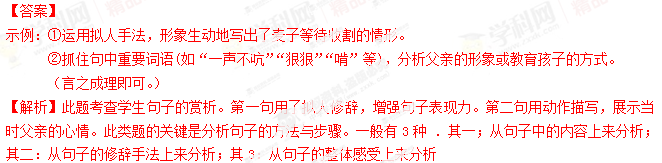 【答案】
示例：①运用拟人手法，形象生动地写出了麦子等待收割的情形。
②抓住句中重要词语(如“一声不吭”“狠狠”“啃”等)，分析父亲的形象或教育孩子的方式。
(言之成理即可。)
【解析】此题考查学生句子的赏析。第一句用了拟人修辞，增强句子表现力。第二句用动作描写，展示当
时父亲的心情。此类题的关键是分析句子的方法与步骤。一般有3种 .其一；从句子中的内容上来分析；
其二：从句子的修辞手法上来分析；其3：从句子的整体感受上来分析